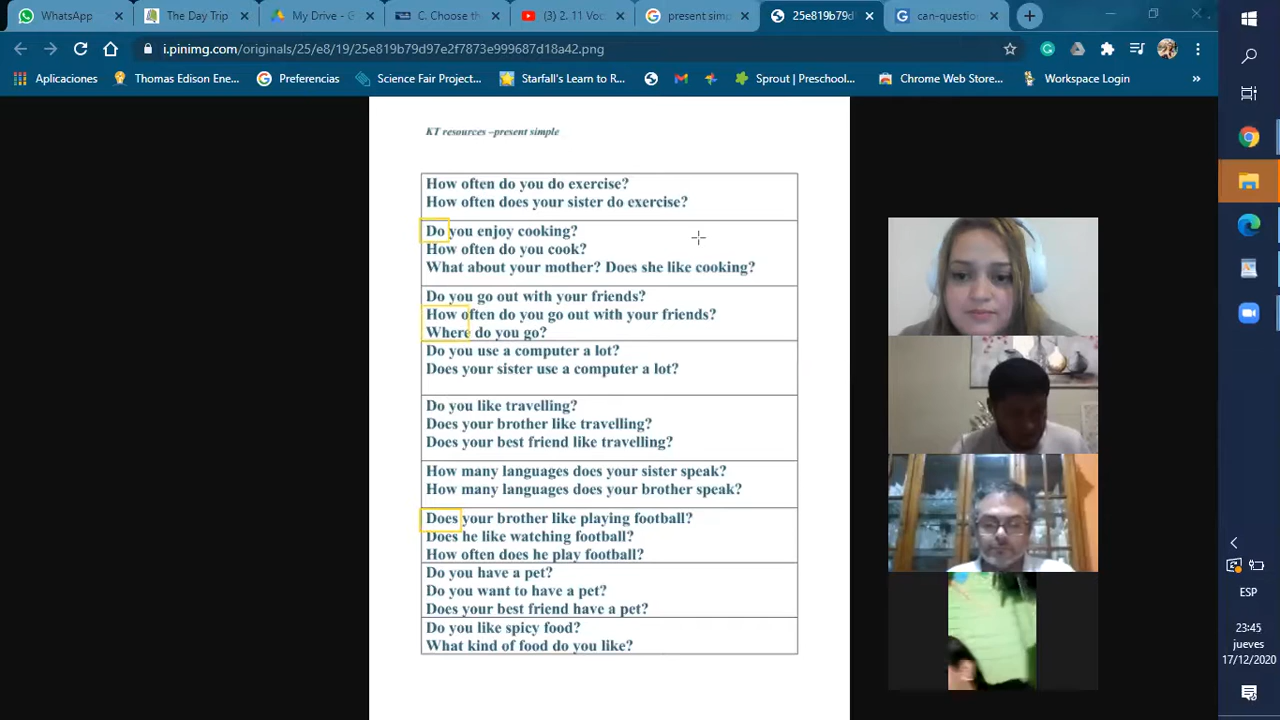 WhatsApp
The Day Trip
My Drive - G
C. Choose th
(3) 2. 11 Voc
present simp
25e819b79d
can-question
i.pinimg.com/originals/25/e8/19/25e819b79d97e2f7873e999687d18a42.png
Aplicaciones
Thomas Edison Ene...
Preferencias
Science Fair Project...
Starfall's Learn to R...
Sprout | Preschool...
Chrome Web Store...
Workspace Login
»
KT resources –present simple
How often do you do exercise?
How often does your sister do exercise?
Do you enjoy cooking?
How often do you cook?
What about your mother? Does she like cooking?
Do you go out with your friends?
How often do you go out with your friends?
Where do you go?
Do you use a computer a lot?
Does your sister use a computer a lot?
Do you like travelling?
Does your brother like travelling?
Does your best friend like travelling?
How many languages does your sister speak?
How many languages does your brother speak?
Does your brother like playing football?
Does he like watching football?
How often does he play football?
Do you have a pet?
Do you want to have a pet?
Does your best friend have a pet?
Do you like spicy food?
What kind of food do you like?
ESP
23:45
jueves
17/12/2020